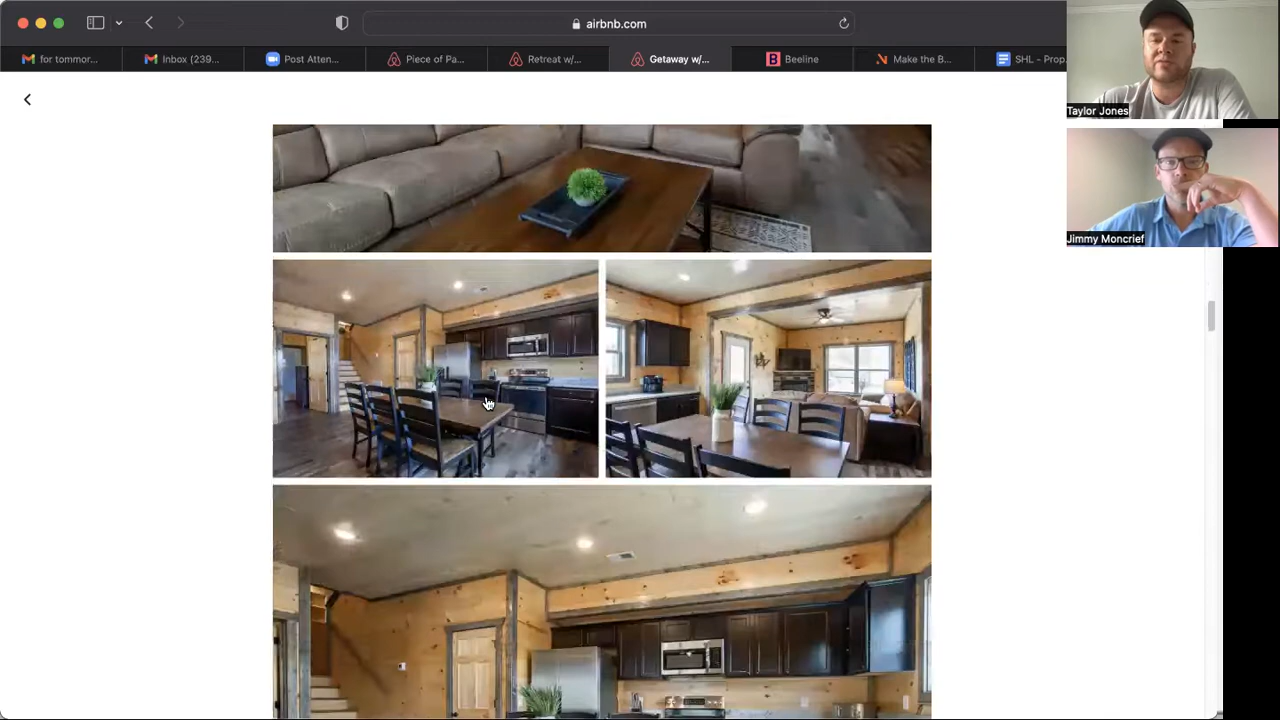 airbnb.com
for tommor...
Inbox (239...
Post Atten...
Piece of Pa...
Retreat w/...
Getaway w/...
Beeline
Make the B...
SHL - Prop
Taylor Jones
Jimmy Moncrief